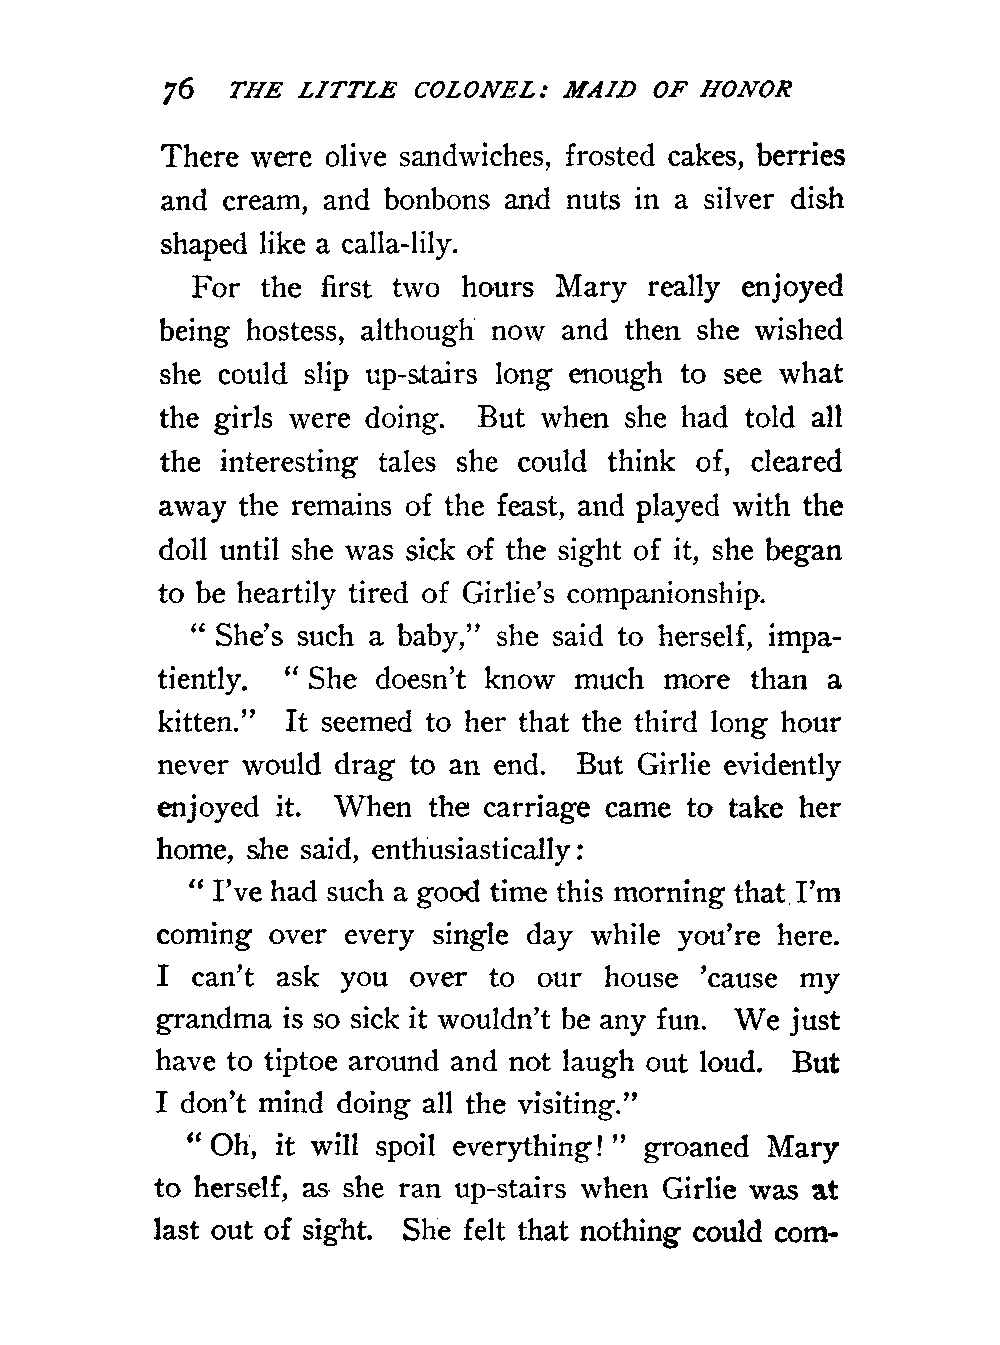 76 THE LITTLE COLONEL: MAID OF HONOR
There were olive sandwiches, frosted cakes, berries
and cream, and bonbons and nuts in a silver dish
shaped like a calla-lily.
For the first two hours Mary really enjoyed
being hostess, although now and then she wished
she could slip up-stairs long enough to see what
the girls were doing. But when she had told all
the interesting tales she could think of, cleared
away the remains of the feast, and played with the
doll until she was sick of the sight of it, she began
to be heartily tired of Girlie's companionship.
" She's such a baby," she said to herself, impa-
tiently. " She doesn't know much more than a
kitten." It seemed to her that the third long hour
never would drag to an end. But Girlie evidently
enjoyed it. When the carriage came to take her
home, she said, enthusiastically:
" I've had such a good time this morning that I'm
coming over every single day while you're here.
I can't ask you over to our house 'cause my
grandma is so sick it wouldn't be any fun. We just
have to tiptoe around and not laugh out loud. But
I don't mind doing all the visiting."
" Oh, it will spoil everything! " groaned Mary
to herself, as she ran up-stairs when Girlie was at
last out of sight. She felt that nothing could com-